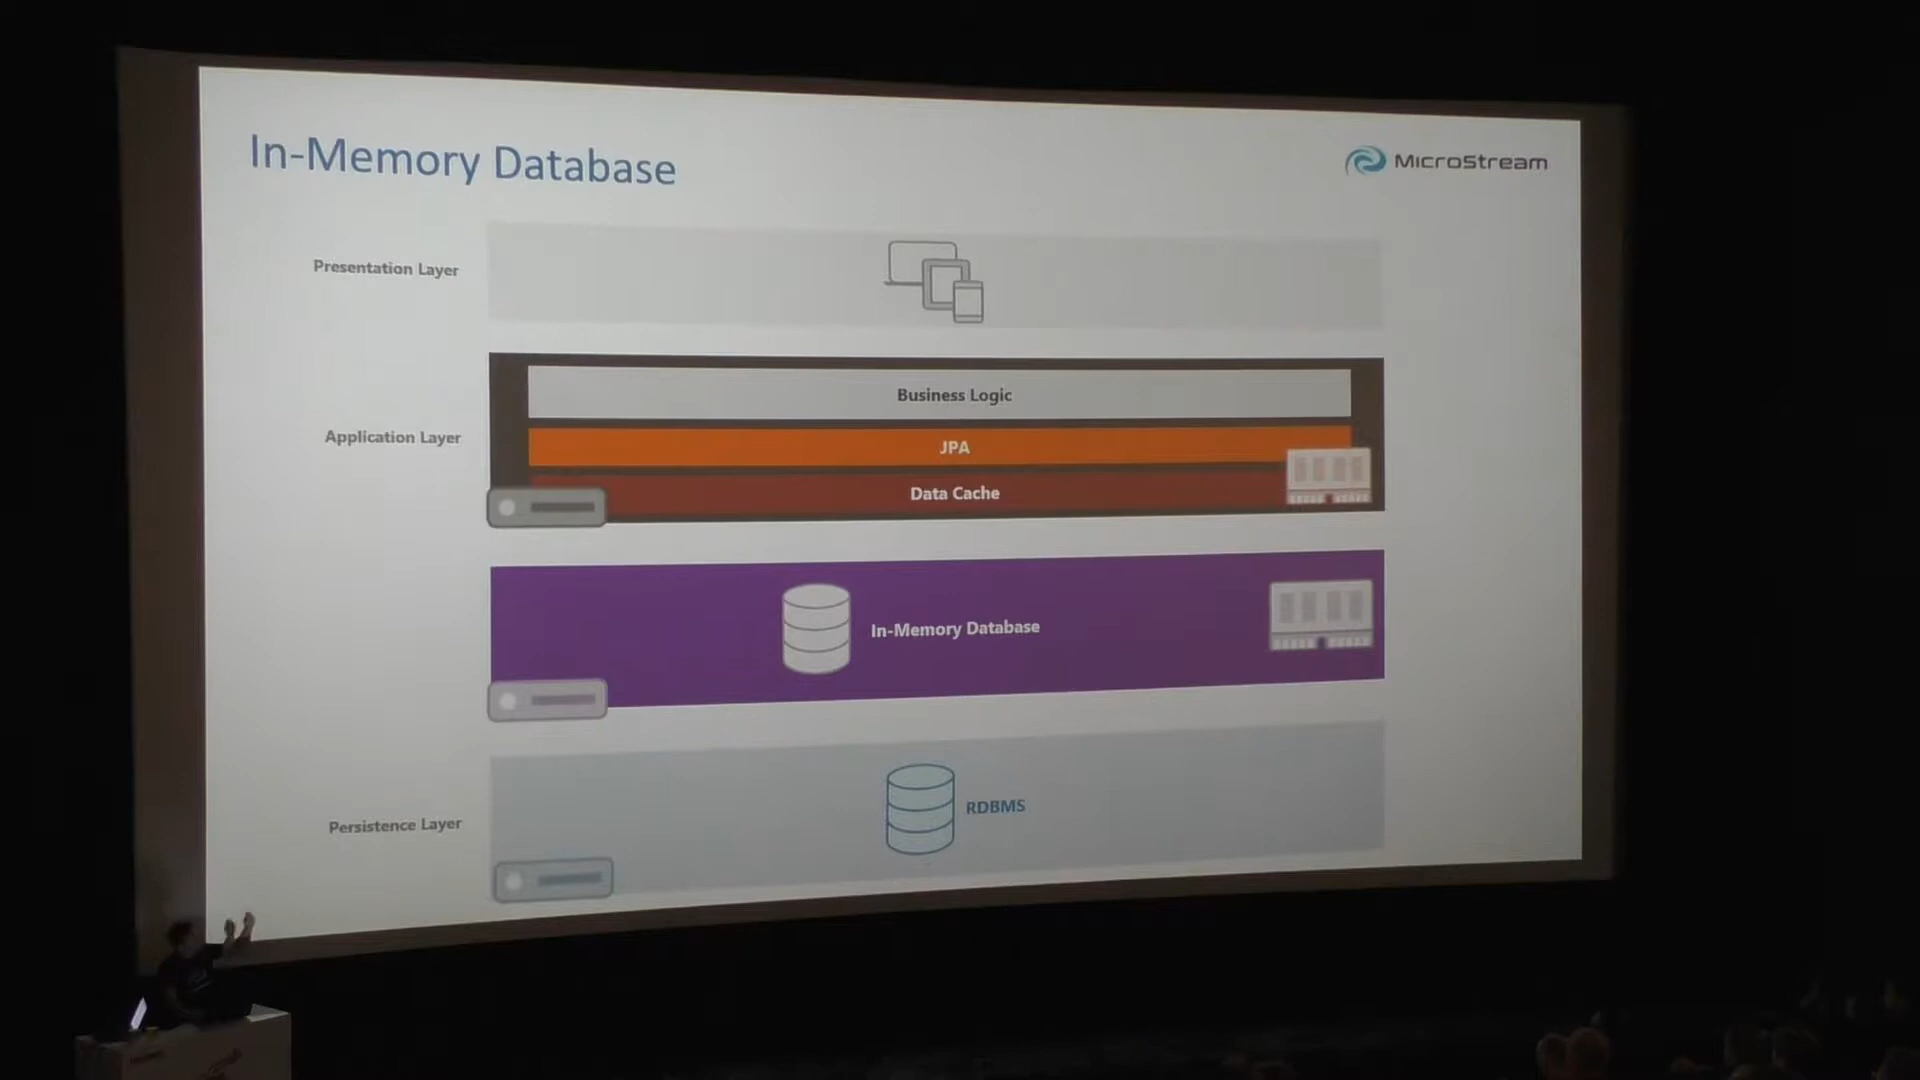 In-Memory Database
MicroStream
Presentation Layer
Business Logic
Application Layer
JPA
Data Cache
In-Memory Database
RDBMS
Persistence Layer